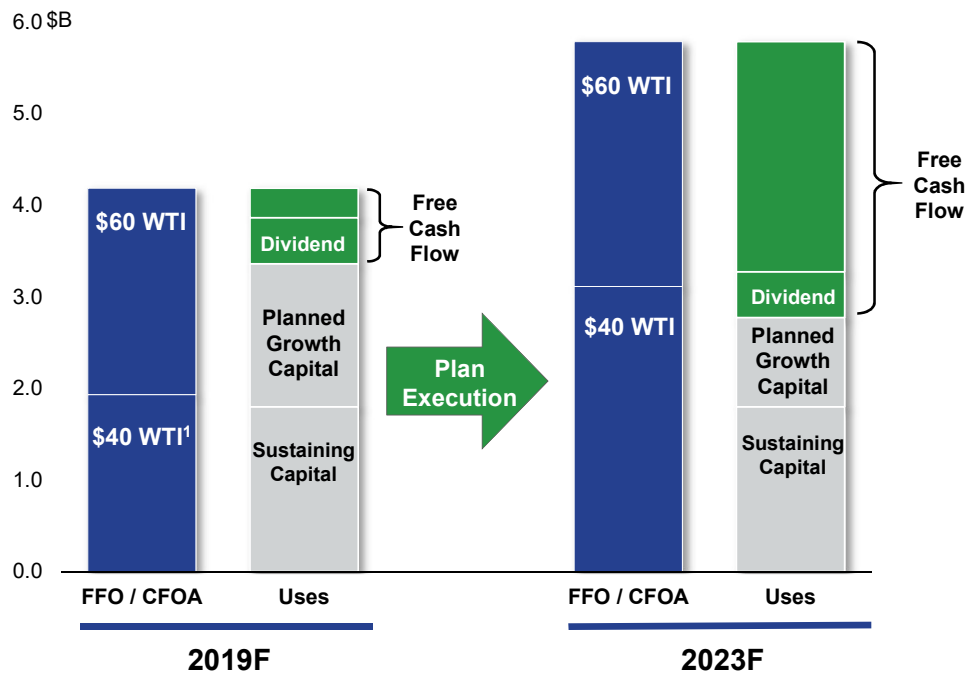 6.0 $B
5.0
4.0
3.0
2.0
1.0
0.0
$60 WTI
$40 WTI¹
Dividend
Planned
Growth
Capital
Sustaining
Capital
Free
Cash
Flow
Plan
Execution
$60 WTI
$40 WTI
Dividend
Planned
Growth
Capital
Sustaining
Capital
Free
Cash
Flow
FFO / CFOA
Uses
FFO / CFOA
Uses
2019F
2023F